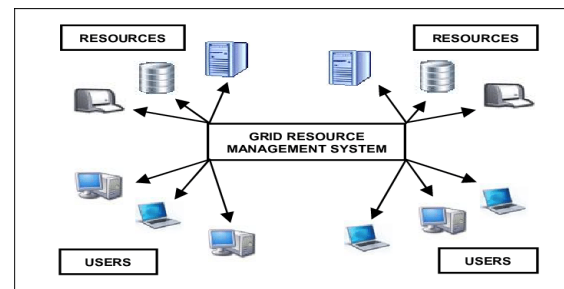 RESOURCES
RESOURCES
GRID RESOURCE
MANAGEMENT SYSTEM
USERS
USERS